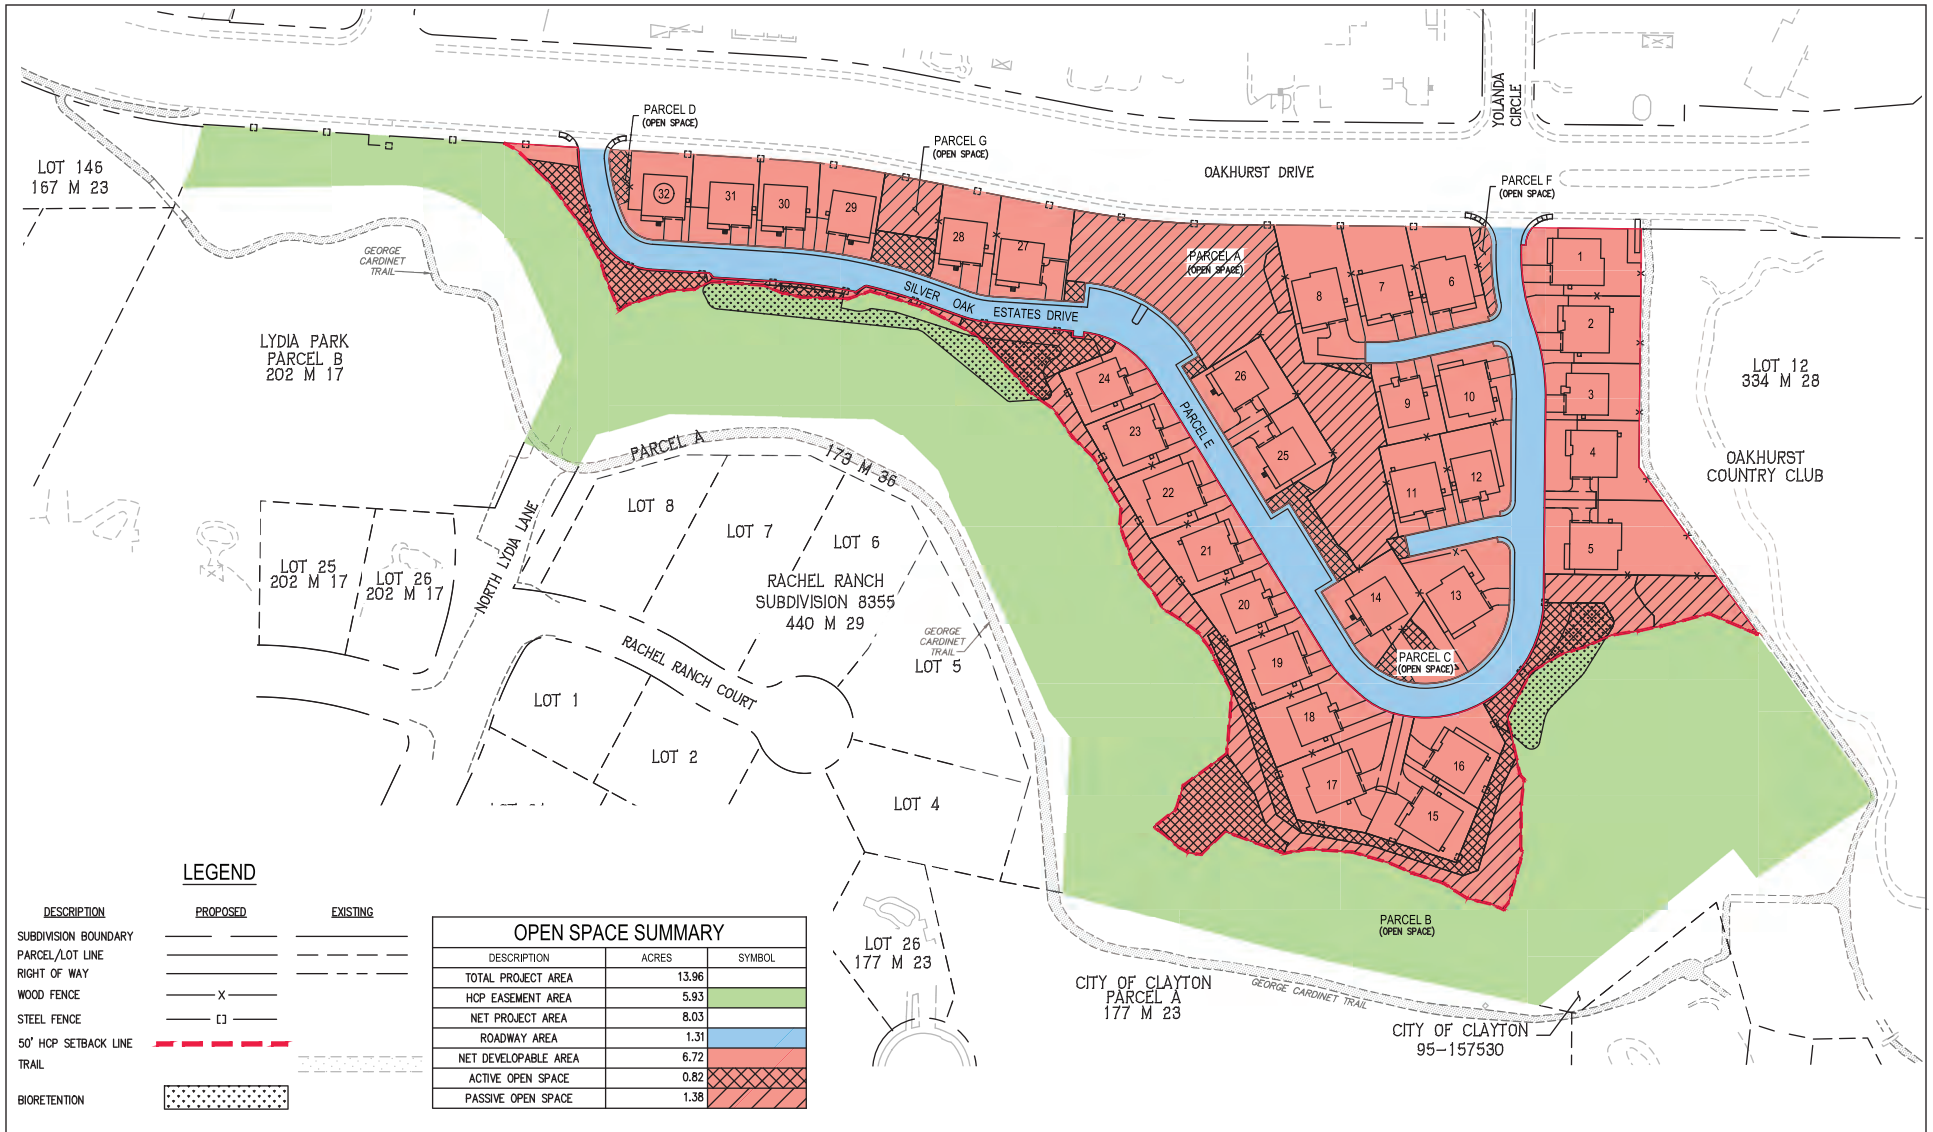 PARCEL D
(OPEN SPACE)
PARCEL G
(OPEN SPACE)
YOLANDA
CIRCLE
OAKHURST DRIVE
PARCEL F
(OPEN SPACE)
LOT 146
167 M 23
32
31
30
29
28
27
PARCEL A
(OPEN SPACE)
8
7
6
1
2
3
4
5
GEORGE
CARDINET
TRAIL
SILVER OAK ESTATES DRIVE
LYDIA PARK
PARCEL B
202 M 17
LOT 12
334 M 28
OAKHURST
COUNTRY CLUB
24
23
22
21
20
19
18
17
16
15
26
25
PARCEL E
9
10
11
12
14
13
PARCEL C
(OPEN SPACE)
PARCEL A
173 M 36
LOT 8
LOT 7
LOT 6
RACHEL RANCH
SUBDIVISION 8355
440 M 29
GEORGE
CARDINET
TRAIL
LOT 5
LOT 25
202 M 17
LOT 26
202 M 17
NORTH LYDIA LANE
RACHEL RANCH COURT
LOT 1
LOT 2
LOT 4
LOT 26
177 M 23
PARCEL B
(OPEN SPACE)
CITY OF CLAYTON
PARCEL A
177 M 23
GEORGE CARDINET TRAIL
CITY OF CLAYTON
95-157530
LEGEND
DESCRIPTION PROPOSED EXISTING
SUBDIVISION BOUNDARY
PARCEL/LOT LINE
RIGHT OF WAY
WOOD FENCE X
STEEL FENCE
50' HCP SETBACK LINE
TRAIL
BIORETENTION
OPEN SPACE SUMMARY
DESCRIPTION ACRES SYMBOL
TOTAL PROJECT AREA 13.96
HCP EASEMENT AREA 5.93
NET PROJECT AREA 8.03
ROADWAY AREA 1.31
NET DEVELOPABLE AREA 6.72
ACTIVE OPEN SPACE 0.82
PASSIVE OPEN SPACE 1.38